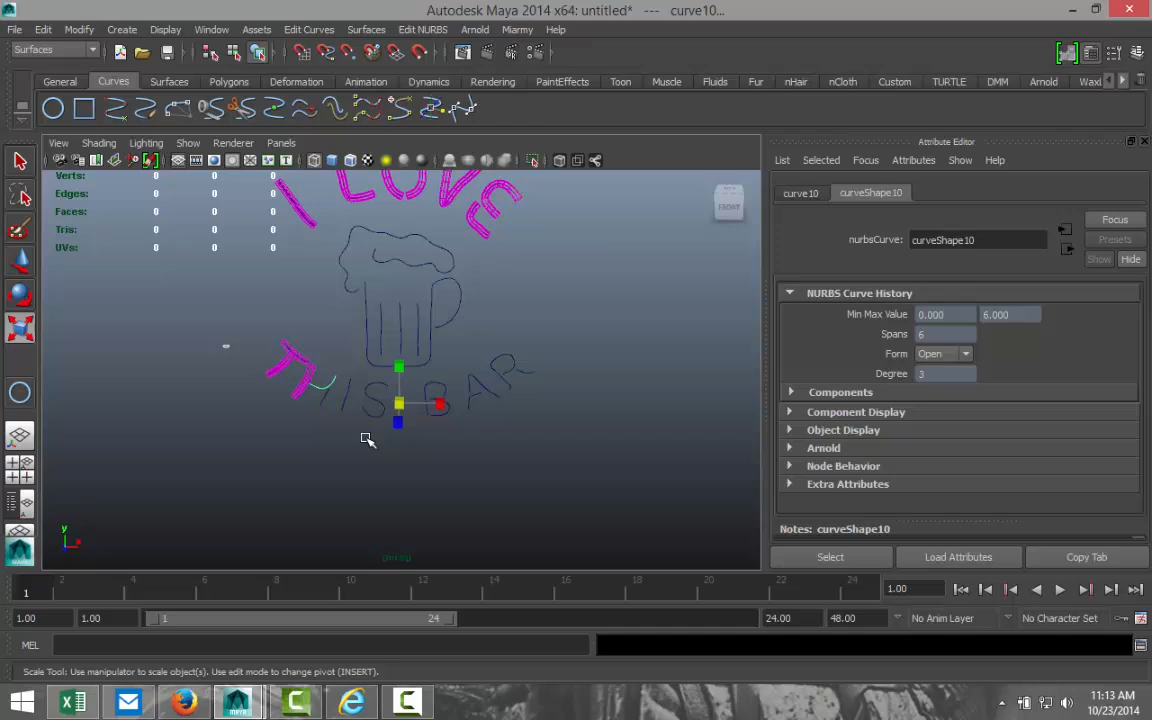 Autodesk Maya 2014 x64: untitled* --- curve10...
File Edit Modify Create Display Window Assets Edit Curves Surfaces Edit NURBS Arnold Miarmy Help
Surfaces
General Curves Surfaces Polygons Deformation Animation Dynamics Rendering PaintEffects Toon Muscle Fluids Fur nHair nCloth Custom TURTLE DMM Arnold
View Shading Lighting Show Renderer Panels
Attribute Editor
List Selected Focus Attributes Show Help
curve10 curveShape10
Focus
nurbsCurve: curveShape10
Presets
Show Hide
NURBS Curve History
Min Max Value 0.000 6.000
Spans 6
Form Open
Degree 3
Components
Component Display
Object Display
Arnold
Node Behavior
Extra Attributes
Notes: curveShape10
Select Load Attributes Copy Tab
Verts: 0 0 0
Edges: 0 0 0
Faces: 0 0 0
Tris: 0 0 0
UVs: 0 0 0
FRONT
I LOVE
THIS BAR
y
persp
2 4 6 8 10 12 14 16 18 20 22 24
1
1.00
1.00 1.00 1 24 24.00 48.00 No Anim Layer No Character Set
MEL
Scale Tool: Use manipulator to scale object(s). Use edit mode to change pivot (INSERT).
11:13 AM
10/23/2014